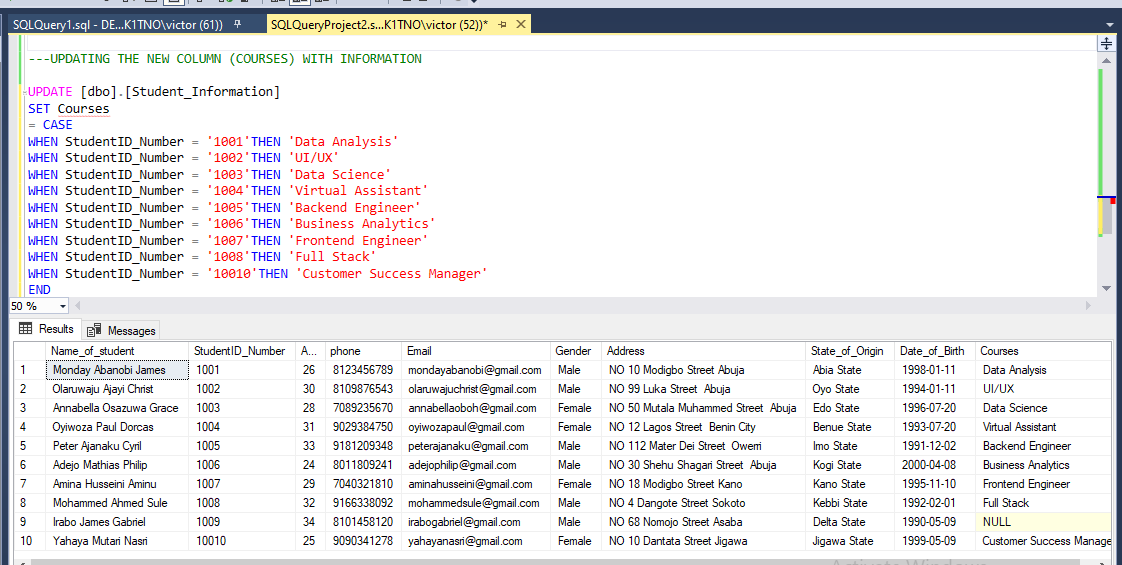 SQLQuery1.sql - DE...K1TNO\victor (61))
SQLQueryProject2.s...K1TNO\victor (52))*
---UPDATING THE NEW COLUMN (COURSES) WITH INFORMATION
UPDATE [dbo].[Student_Information]
SET Courses
= CASE
WHEN StudentID_Number = '1001'THEN 'Data Analysis'
WHEN StudentID_Number = '1002'THEN 'UI/UX'
WHEN StudentID_Number = '1003'THEN 'Data Science'
WHEN StudentID_Number = '1004'THEN 'Virtual Assistant'
WHEN StudentID_Number = '1005'THEN 'Backend Engineer'
WHEN StudentID_Number = '1006'THEN 'Business Analytics'
WHEN StudentID_Number = '1007'THEN 'Frontend Engineer'
WHEN StudentID_Number = '1008'THEN 'Full Stack'
WHEN StudentID_Number = '10010'THEN 'Customer Success Manager'
END
50 %
Results Messages
Name_of_student StudentID_Number A... phone Email Gender Address State_of_Origin Date_of_Birth Courses
1 Monday Abanobi James 1001 26 8123456789 mondayabanobi@gmail.com Male NO 10 Modigbo Street Abuja Abia State 1998-01-11 Data Analysis
2 Olaruwaju Ajayi Christ 1002 30 8109876543 olaruwajuchrist@gmail.com Male NO 99 Luka Street Abuja Oyo State 1994-01-11 UI/UX
3 Annabella Osazuwa Grace 1003 28 7089235670 annabellaoboh@gmail.com Female NO 50 Mutala Muhammed Street Abuja Edo State 1996-07-20 Data Science
4 Oyiwoza Paul Dorcas 1004 31 9029384750 oyiwozapaul@gmail.com Female NO 12 Lagos Street Benin City Benue State 1993-07-20 Virtual Assistant
5 Peter Ajanaku Cyril 1005 33 9181209348 peterajanaku@gmail.com Male NO 112 Mater Dei Street Owerri Imo State 1991-12-02 Backend Engineer
6 Adejo Mathias Philip 1006 24 8011809241 adejophilip@gmail.com Male NO 30 Shehu Shagari Street Abuja Kogi State 2000-04-08 Business Analytics
7 Amina Husseini Aminu 1007 29 7040321810 aminahusseini@gmail.com Female NO 18 Modigbo Street Kano Kano State 1995-11-10 Frontend Engineer
8 Mohammed Ahmed Sule 1008 32 9166338092 mohammedsule@gmail.com Male NO 4 Dangote Street Sokoto Kebbi State 1992-02-01 Full Stack
9 Irabo James Gabriel 1009 34 8101458120 irabogabriel@gmail.com Male NO 68 Nomojo Street Asaba Delta State 1990-05-09 NULL
10 Yahaya Mutari Nasri 10010 25 9090341278 yahayanasri@gmail.com Female NO 10 Dantata Street Jigawa Jigawa State 1999-05-09 Customer Success Manage